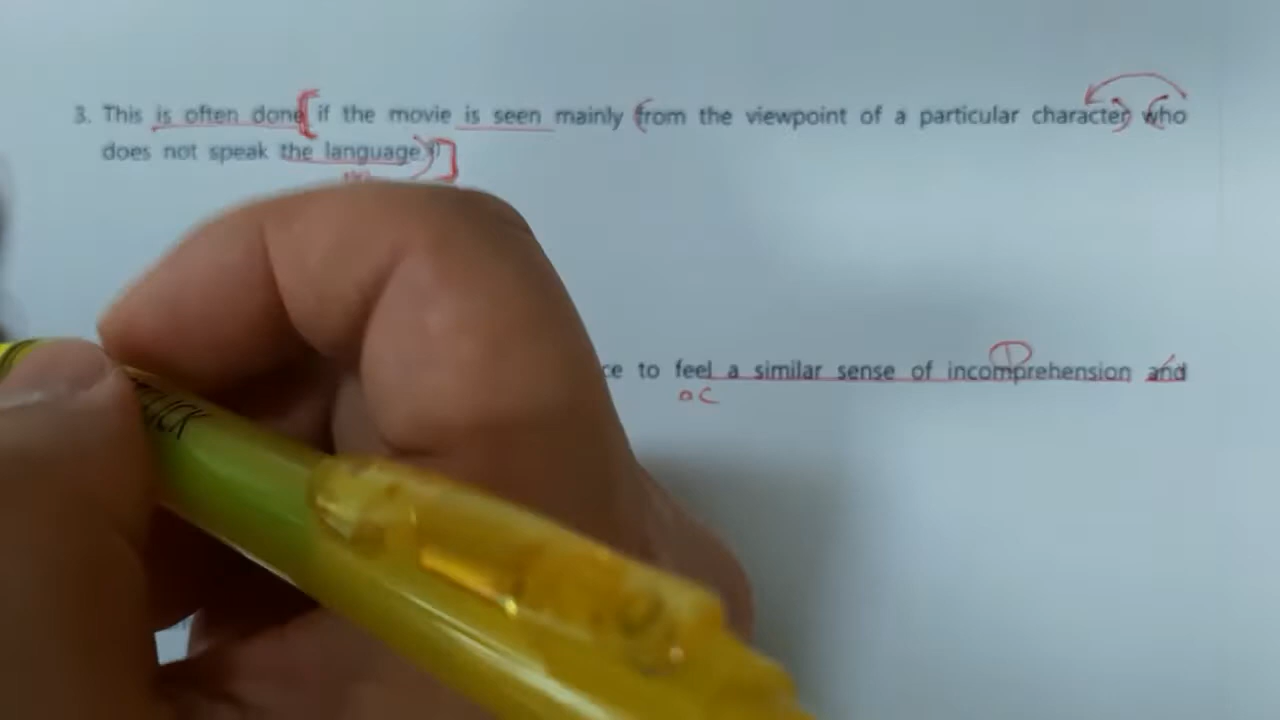 3. This is often done if the movie is seen mainly from the viewpoint of a particular character who
does not speak the language.
to feel a similar sense of incomprehension and
OC